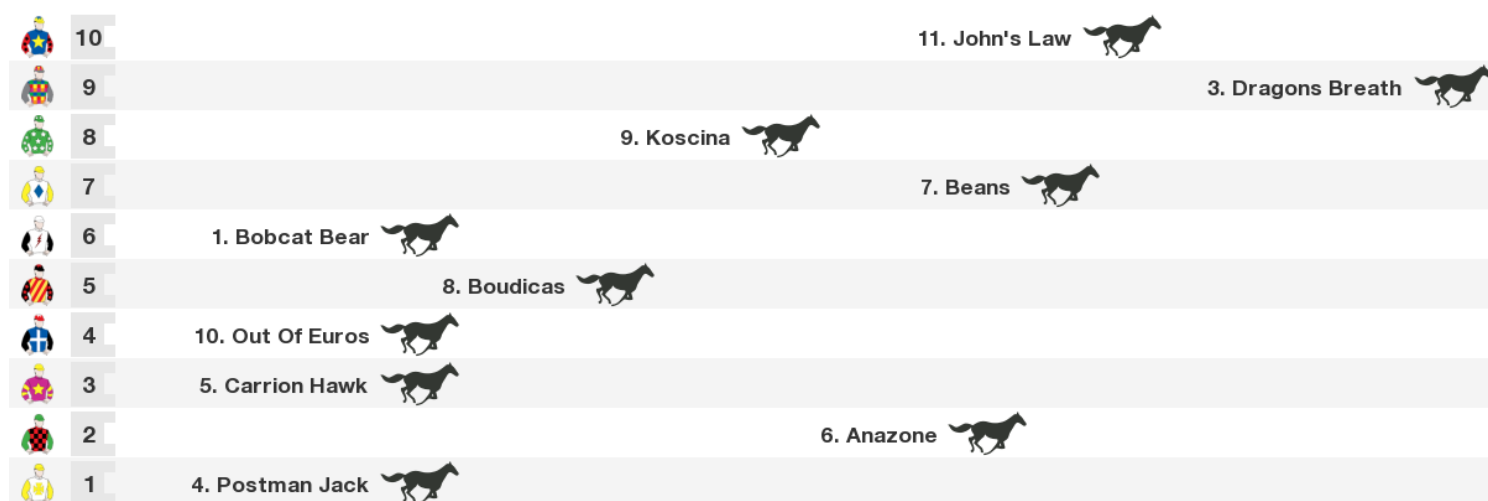 10 11. John's Law
9 3. Dragons Breath
8 9. Koscina
7 7. Beans
6 1. Bobcat Bear
5 8. Boudicas
4 10. Out Of Euros
3 5. Carrion Hawk
2 6. Anazone
1 4. Postman Jack